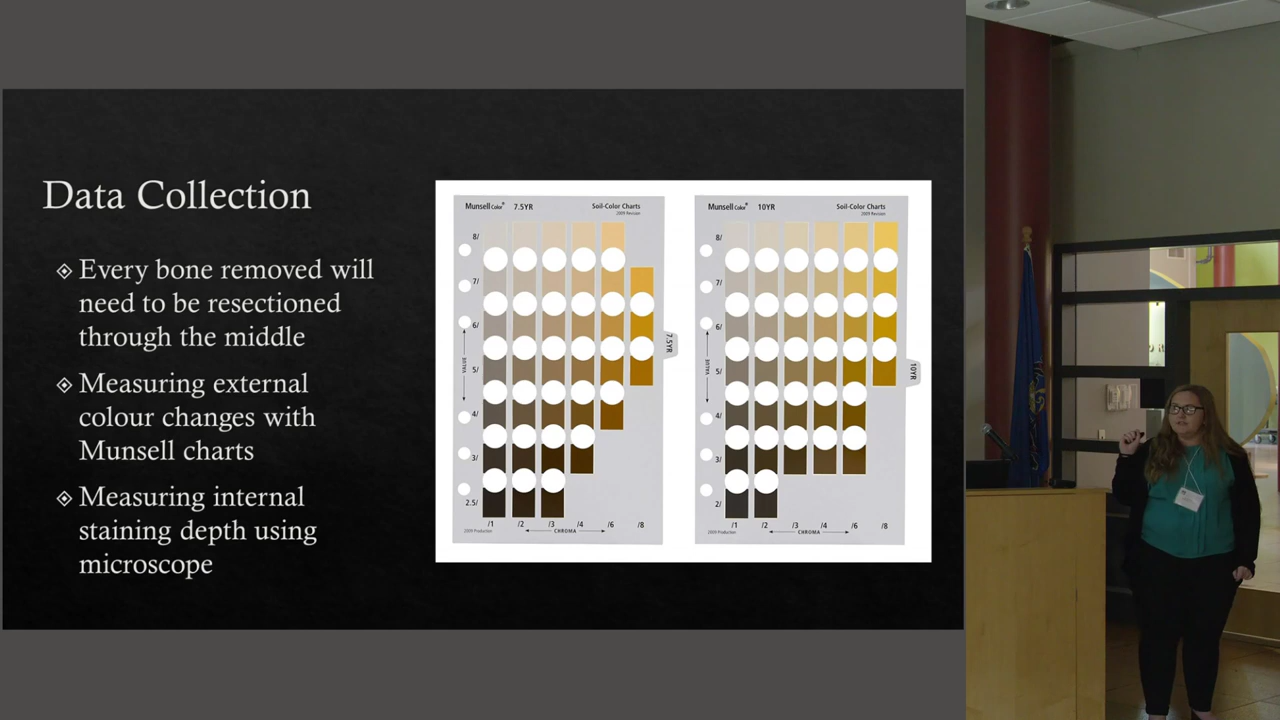 Data Collection
Every bone removed will
need to be resectioned
through the middle
Measuring external
colour changes with
Munsell charts
Measuring internal
staining depth using
microscope
Munsell Color® 7.5YR Soil-Color Charts
2009 Revision
8/
7/
6/
5/
4/
3/
2.5/
VALUE
/1 /2 /3 /4 /6 /8
2009 Production CHROMA
7.5YR
Munsell Color® 10YR Soil-Color Charts
2009 Revision
8/
7/
6/
5/
4/
3/
2/
VALUE
/1 /2 /3 /4 /6 /8
2009 Production CHROMA
10YR